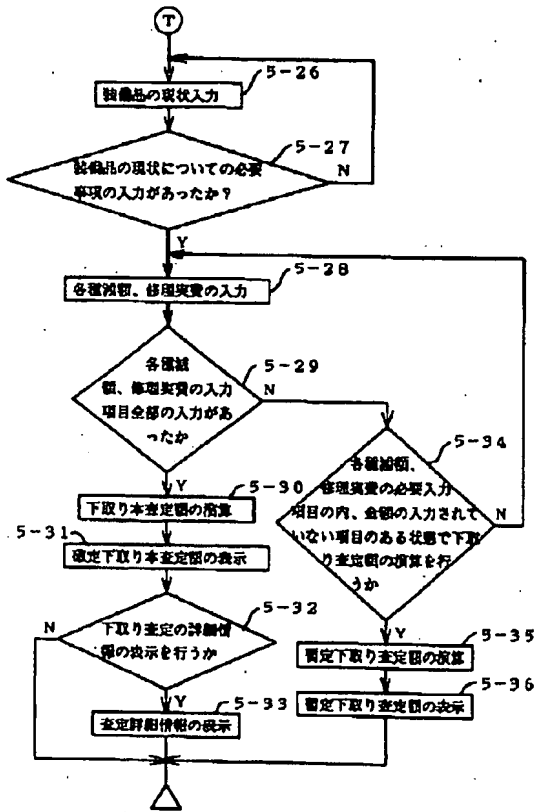 T
5-26
装備品の現状入力
5-27
装備品の現状についての必要
事項の入力があったか?
N
Y
5-28
各種減額、修理実費の入力
各種減
額、修理実費の入力
項目全部の入力があ
ったか
5-29
N
Y
5-34
各種減額、
修理実費の必要入力
項目の内、金額の入力されて
いない項目のある状態で下取
り査定額の演算を行
うか
N
Y
5-30
下取り本査定額の演算
5-31
確定下取り本査定額の表示
5-32
下取り査定の詳細情
報の表示を行うか
N
Y
5-33
査定詳細情報の表示
5-35
暫定下取り査定額の演算
5-36
暫定下取り査定額の表示